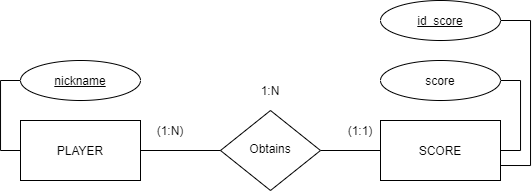 id_score
nickname
score
1:N
(1:N)
(1:1)
PLAYER
Obtains
SCORE